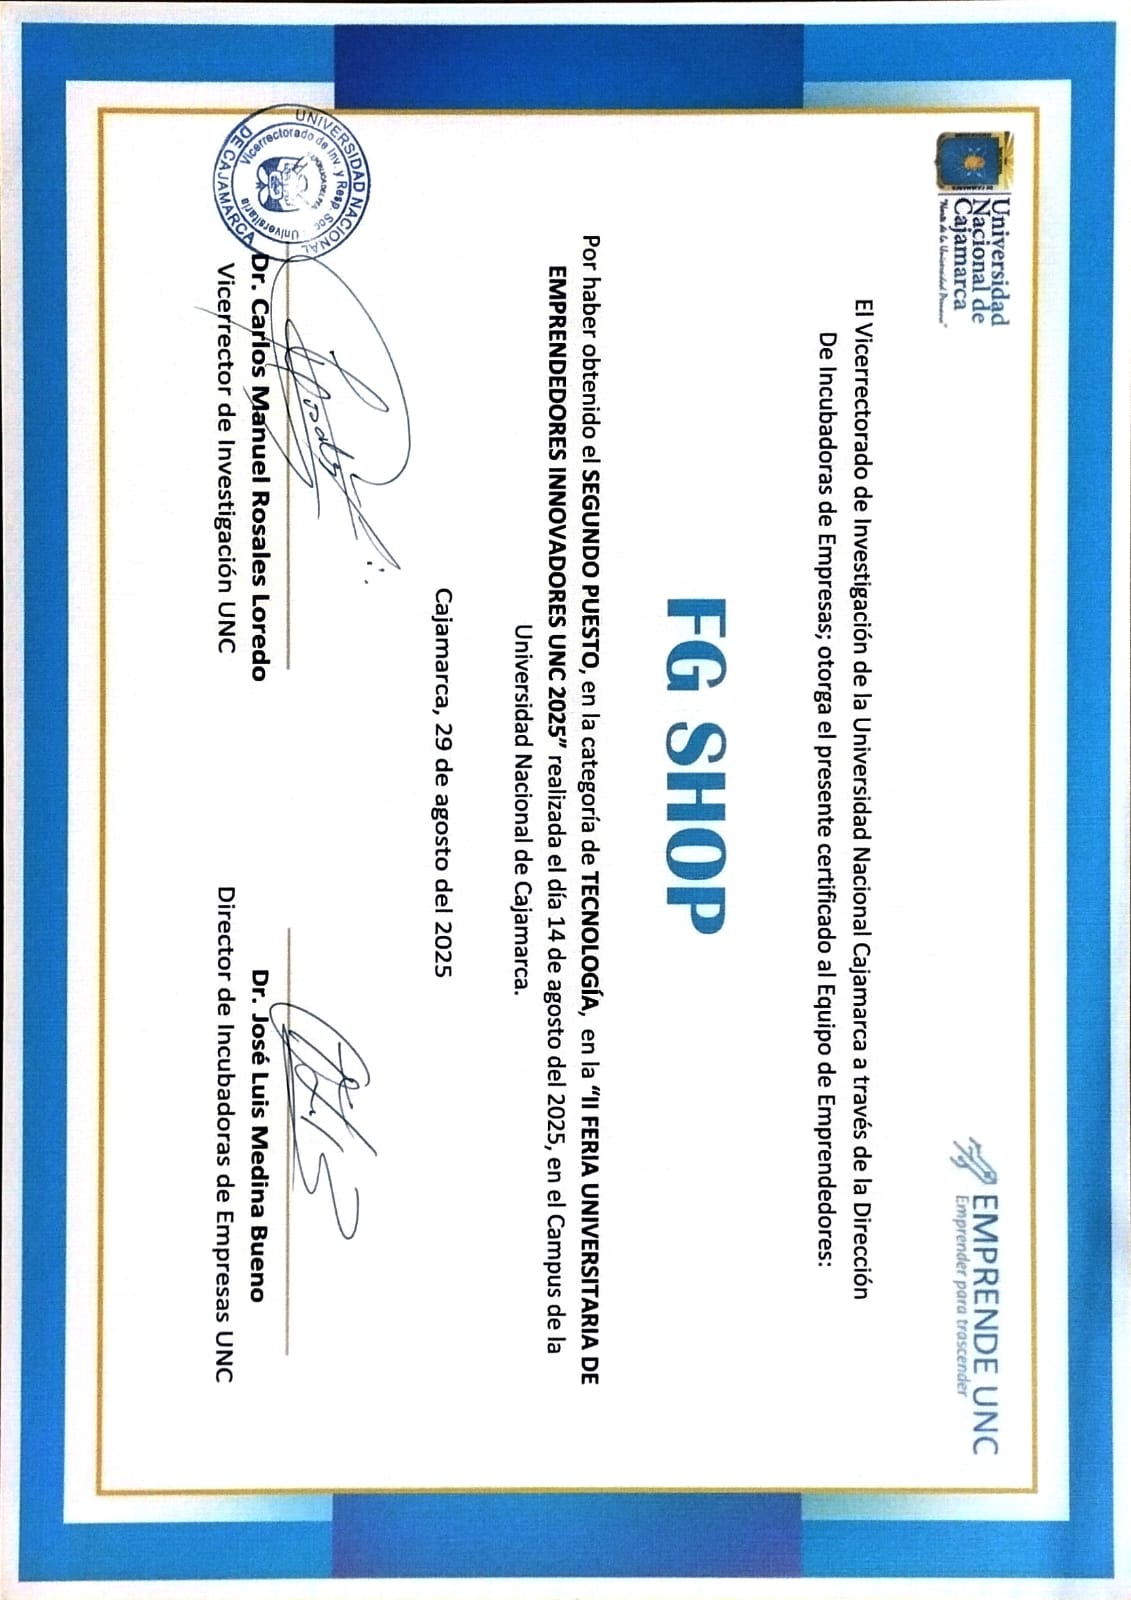 Universidad
Nacional de
Cajamarca
"Norte de la Universidad Peruana"
EMPRENDE UNC
Emprender para trascender
El Vicerrectorado de Investigación de la Universidad Nacional Cajamarca a través de la Dirección
De Incubadoras de Empresas; otorga el presente certificado al Equipo de Emprendedores:
FG SHOP
Por haber obtenido el SEGUNDO PUESTO, en la categoría de TECNOLOGÍA, en la “II FERIA UNIVERSITARIA DE
EMPRENDEDORES INNOVADORES UNC 2025” realizada el día 14 de agosto del 2025, en el Campus de la
Universidad Nacional de Cajamarca.
Cajamarca, 29 de agosto del 2025
UNIVERSIDAD NACIONAL
DE CAJAMARCA
Vicerrectorado de Inv. y Resp. Soc. Universitaria
REPÚBLICA DEL PERÚ
Dr. Carlos Manuel Rosales Loredo
Vicerrector de Investigación UNC
Dr. José Luis Medina Bueno
Director de Incubadoras de Empresas UNC